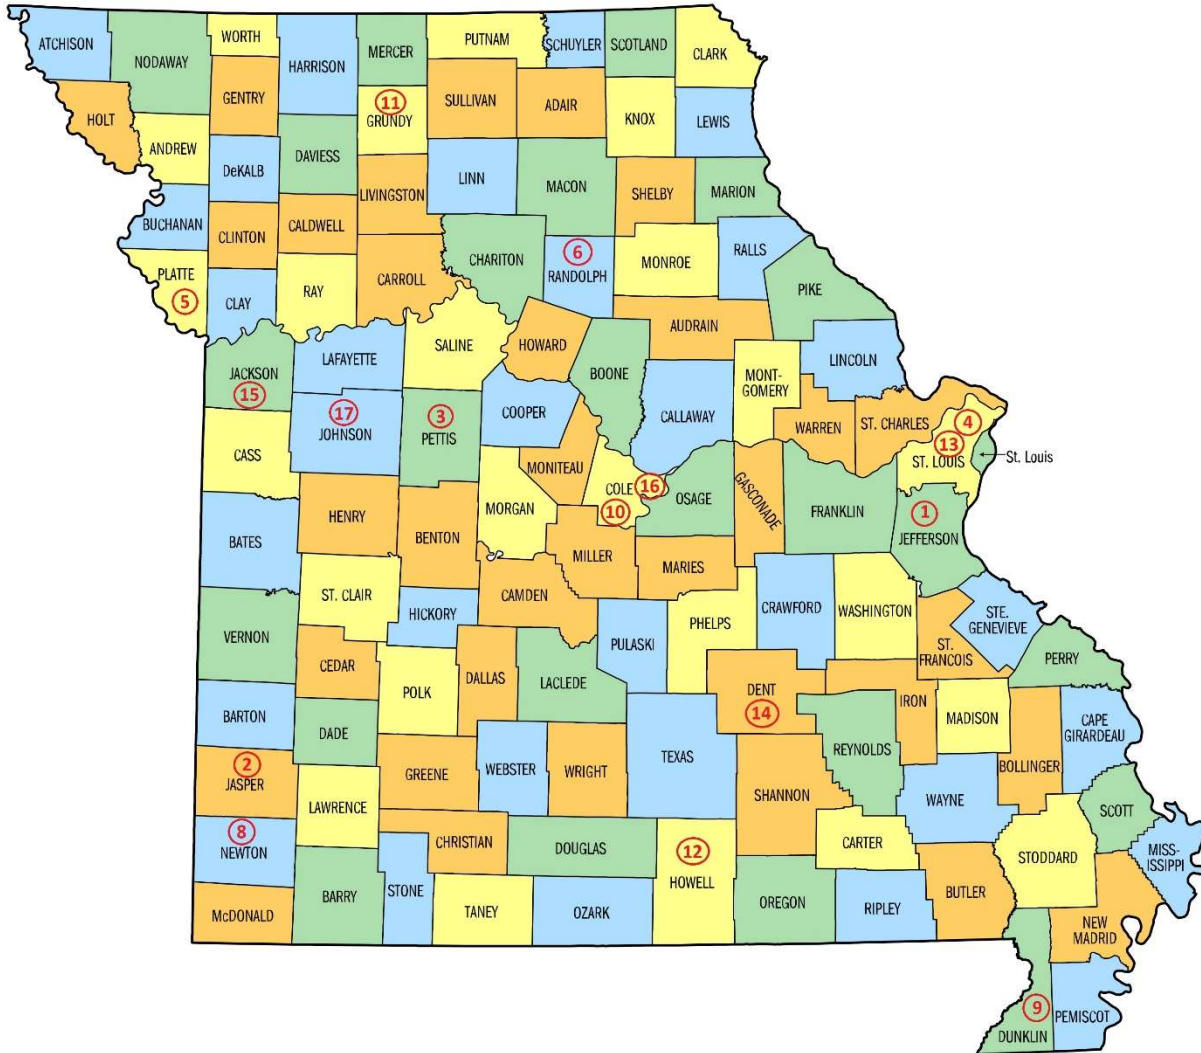 ATCHISON
NODAWAY
WORTH
HARRISON
MERCER
PUTNAM
SCHUYLER
SCOTLAND
CLARK
HOLT
GENTRY
11
GRUNDY
SULLIVAN
ADAIR
KNOX
LEWIS
ANDREW
DeKALB
DAVIESS
LIVINGSTON
LINN
MACON
SHELBY
MARION
BUCHANAN
CLINTON
CALDWELL
CARROLL
CHARITON
6
RANDOLPH
MONROE
RALLS
PIKE
PLATTE
5
CLAY
RAY
SALINE
HOWARD
BOONE
AUDRAIN
LINCOLN
JACKSON
15
LAFAYETTE
17
JOHNSON
3
PETTIS
COOPER
CALLAWAY
MONT-
GOMERY
WARREN
ST. CHARLES
4
13
ST. LOUIS
St. Louis
CASS
MONITEAU
COLE
16
10
OSAGE
GASCONADE
FRANKLIN
1
JEFFERSON
BATES
HENRY
BENTON
MORGAN
MILLER
MARIES
ST. CLAIR
HICKORY
CAMDEN
PULASKI
PHELPS
CRAWFORD
WASHINGTON
STE.
GENEVIEVE
ST.
FRANCOIS
PERRY
VERNON
CEDAR
POLK
DALLAS
LACLEDE
DENT
14
IRON
MADISON
CAPE
GIRARDEAU
BARTON
DADE
GREENE
WEBSTER
WRIGHT
TEXAS
REYNOLDS
BOLLINGER
2
JASPER
LAWRENCE
SHANNON
WAYNE
SCOTT
8
NEWTON
CHRISTIAN
DOUGLAS
12
HOWELL
CARTER
STODDARD
MISS-
ISSIPPI
McDONALD
BARRY
STONE
TANEY
OZARK
OREGON
RIPLEY
BUTLER
NEW
MADRID
9
DUNKLIN
PEMISCOT